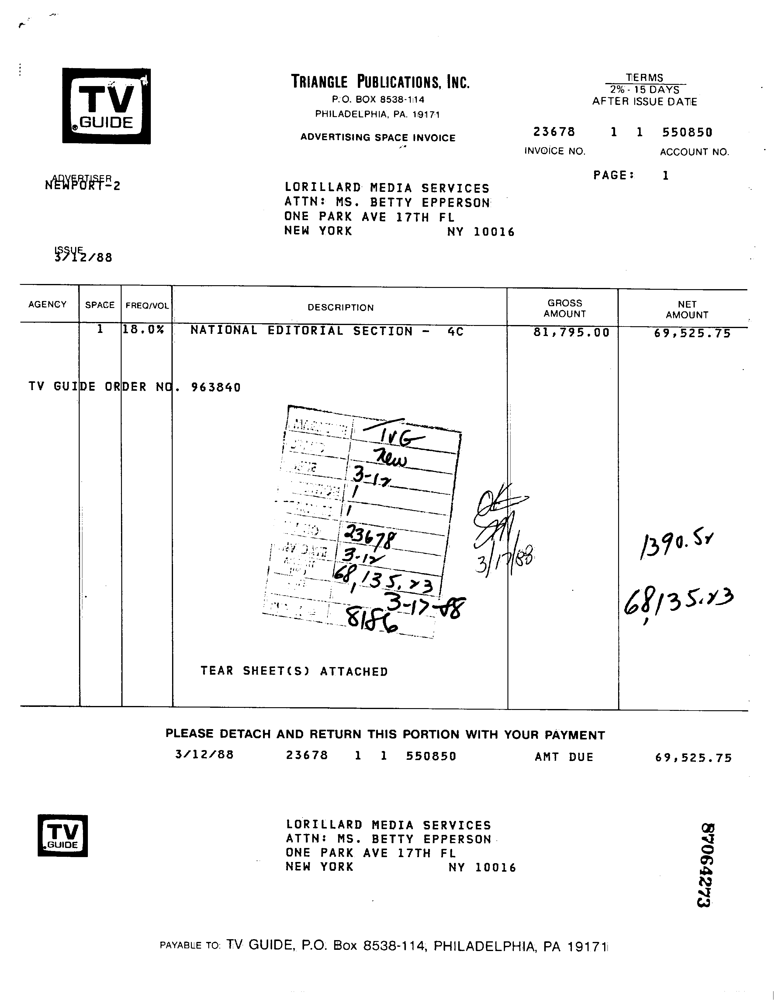 TV
GUIDE
TRIANGLE PUBLICATIONS, INC.
P.O. BOX 8538-114
PHILADELPHIA, PA. 19171
ADVERTISING SPACE INVOICE
TERMS
2% - 15 DAYS
AFTER ISSUE DATE
23678 1 1 550850
INVOICE NO. ACCOUNT NO.
PAGE: 1
ADVERTISER
NEWPORT-2
LORILLARD MEDIA SERVICES
ATTN: MS. BETTY EPPERSON
ONE PARK AVE 17TH FL
NEW YORK NY 10016
ISSUE
3/12/88
AGENCY SPACE FREQ/VOL DESCRIPTION GROSS AMOUNT NET AMOUNT
1 18.0% NATIONAL EDITORIAL SECTION - 4C 81,795.00 69,525.75
TV GUIDE ORDER NO. 963840
TVG
New
3-12
1
1
23678
3-12
68,135.23
3-17-88
8186
OK
3/17/88
1390.52
68,135.23
TEAR SHEET(S) ATTACHED
PLEASE DETACH AND RETURN THIS PORTION WITH YOUR PAYMENT
3/12/88 23678 1 1 550850 AMT DUE 69,525.75
TV
GUIDE
LORILLARD MEDIA SERVICES
ATTN: MS. BETTY EPPERSON
ONE PARK AVE 17TH FL
NEW YORK NY 10016
87064273
PAYABLE TO: TV GUIDE, P.O. Box 8538-114, PHILADELPHIA, PA 19171